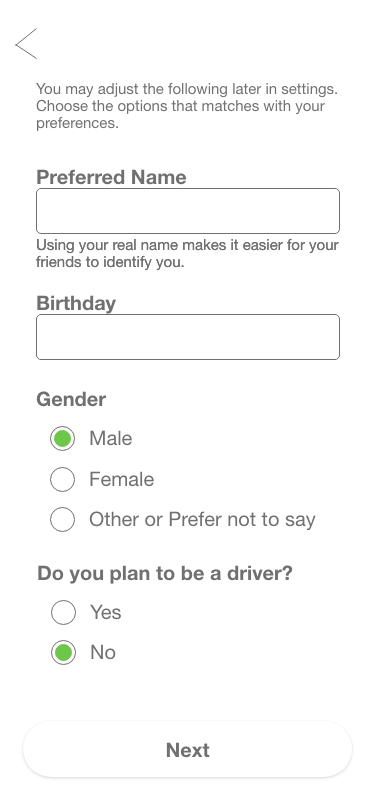 You may adjust the following later in settings.
Choose the options that matches with your
preferences.
Preferred Name
Using your real name makes it easier for your
friends to identify you.
Birthday
Gender
Male
Female
Other or Prefer not to say
Do you plan to be a driver?
Yes
No
Next